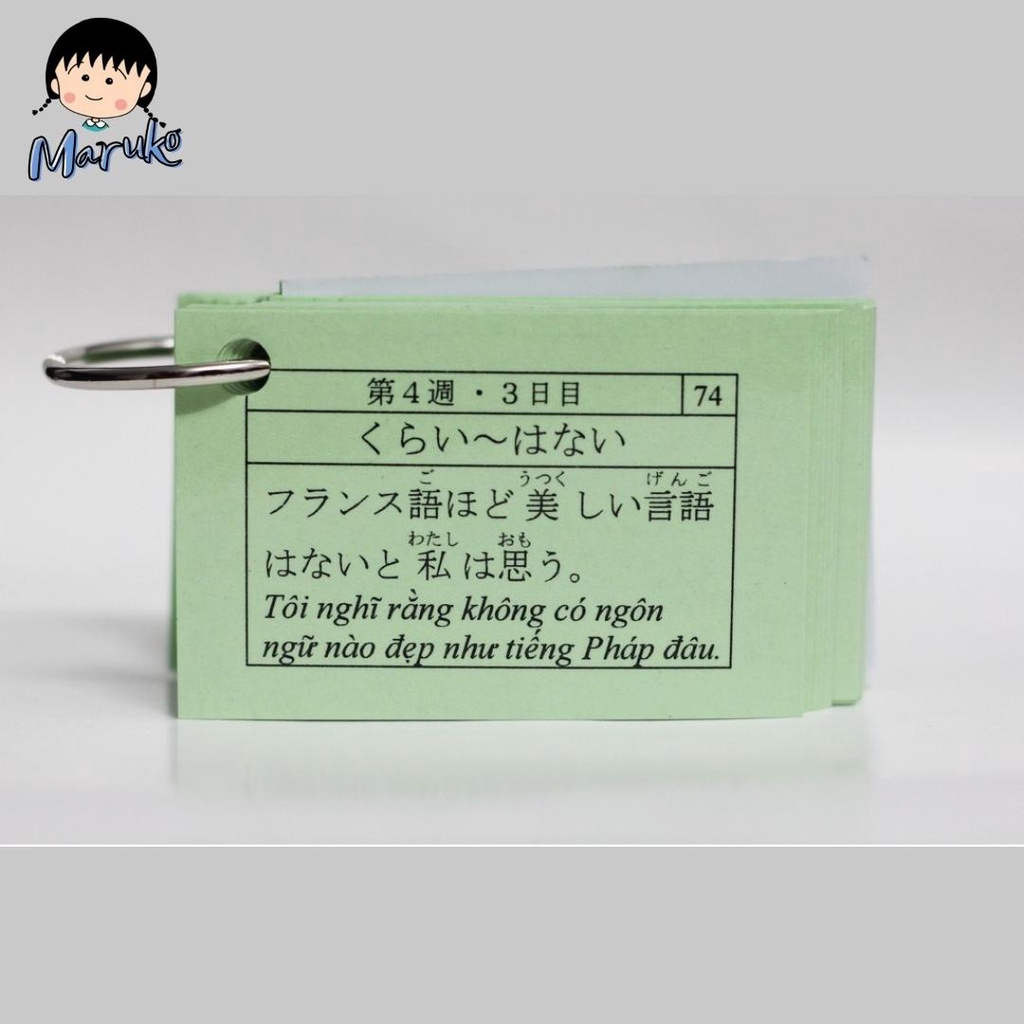 Maruko
第４週・３日目 74
くらい～はない
フランス語ほど美しい言語
ご うつく げんご
はないと私は思う。
わたし おも
Tôi nghĩ rằng không có ngôn
ngữ nào đẹp như tiếng Pháp đâu.